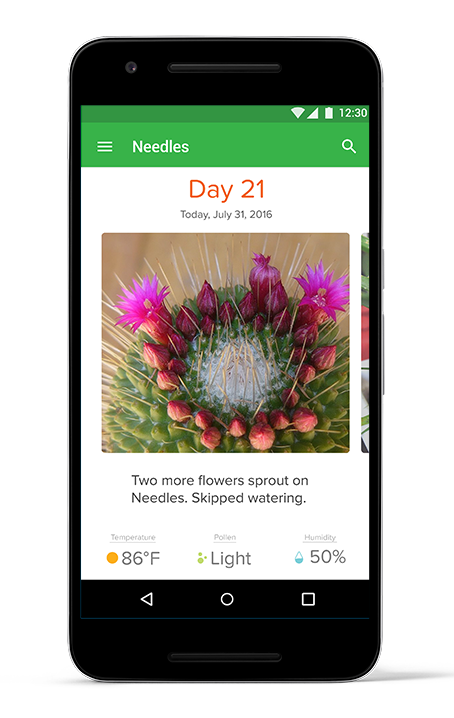 12:30
Needles
Day 21
Today, July 31, 2016
Two more flowers sprout on
Needles. Skipped watering.
Temperature Pollen Humidity
86°F Light 50%